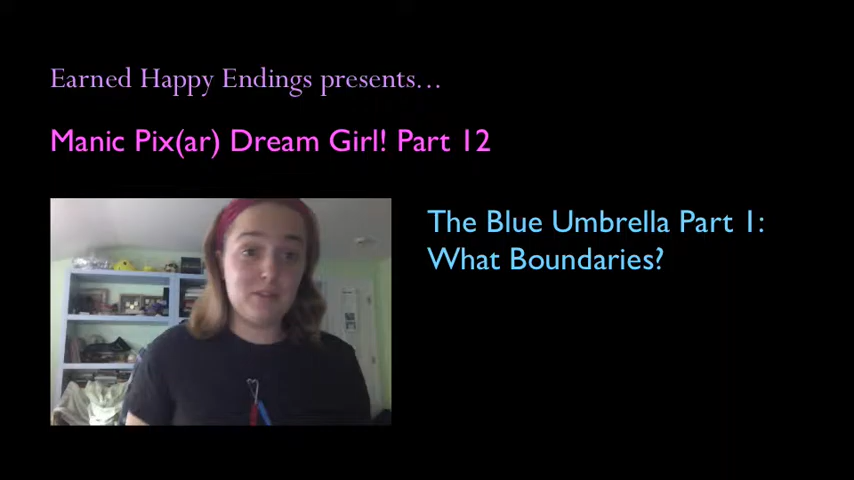 Earned Happy Endings presents…
Manic Pix(ar) Dream Girl! Part 12
The Blue Umbrella Part 1:
What Boundaries?